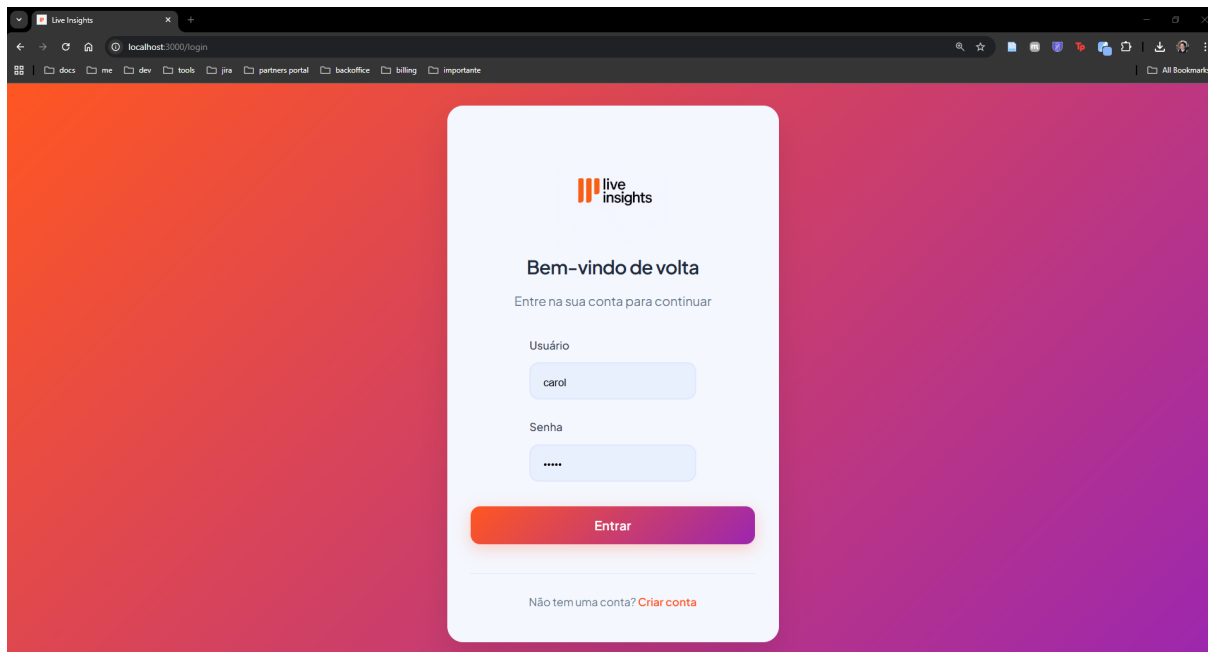 Live Insights
localhost:3000/login
docs me dev tools jira partners portal backoffice billing importante
All Bookmarks
live
insights
Bem-vindo de volta
Entre na sua conta para continuar
Usuário
carol
Senha
•••••
Entrar
Não tem uma conta? Criar conta